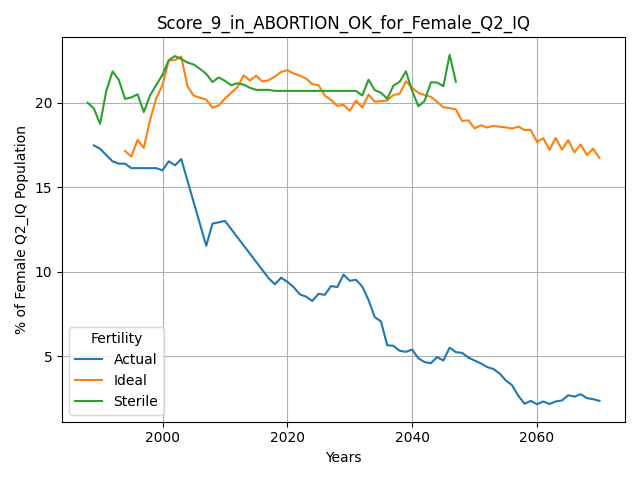 Score_9_in_ABORTION_OK_for_Female_Q2_IQ
% of Female Q2_IQ Population
20
15
10
5
Fertility
Actual
Ideal
Sterile
2000 2020 2040 2060
Years